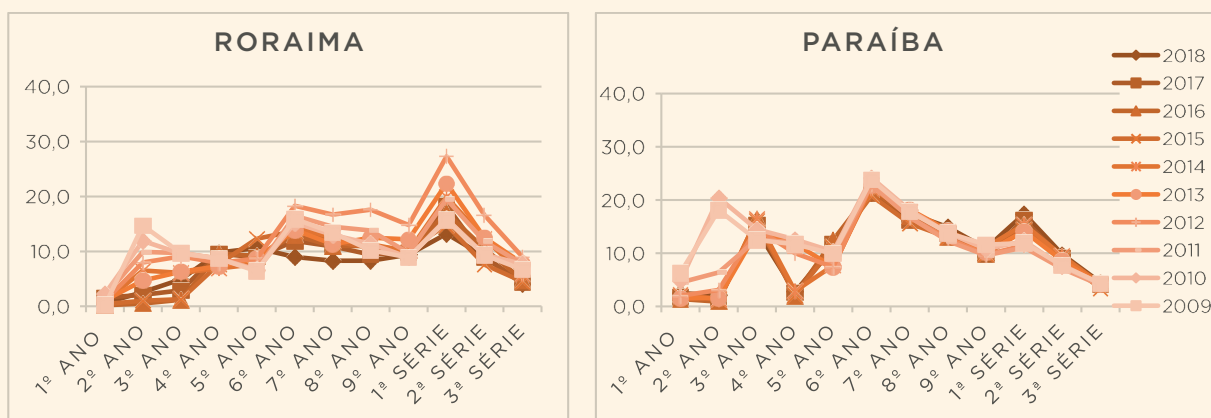 RORAIMA
40,0
30,0
20,0
10,0
0,0
1º ANO
2º ANO
3º ANO
4º ANO
5º ANO
6º ANO
7º ANO
8º ANO
9º ANO
1ª SÉRIE
2ª SÉRIE
3ª SÉRIE
PARAÍBA
40,0
30,0
20,0
10,0
0,0
1º ANO
2º ANO
3º ANO
4º ANO
5º ANO
6º ANO
7º ANO
8º ANO
9º ANO
1ª SÉRIE
2ª SÉRIE
3ª SÉRIE
2018
2017
2016
2015
2014
2013
2012
2011
2010
2009